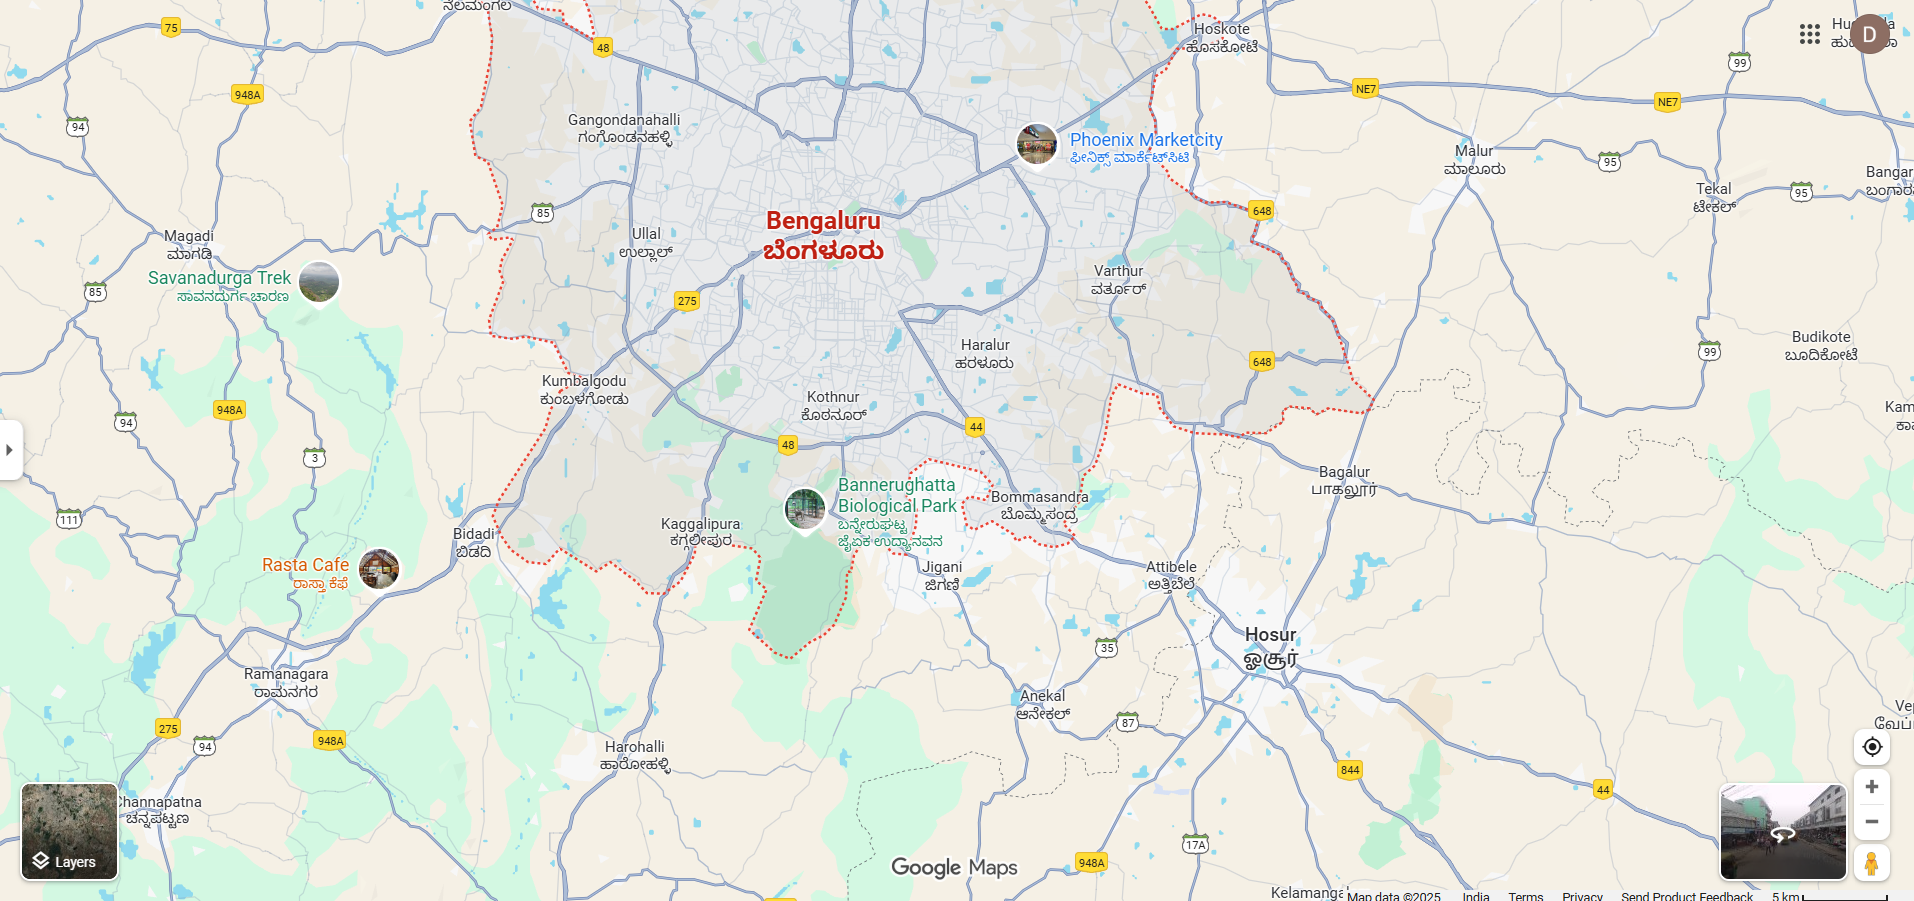 ನೆಲಮಂಗಲ
75
48
Hoskote
ಹೊಸಕೋಟೆ
D
99
948A
NE7
NE7
94
Gangondanahalli
ಗಂಗೊಂಡನಹಳ್ಳಿ
Phoenix Marketcity
ಫೀನಿಕ್ಸ್ ಮಾರ್ಕೆಟ್‌ಸಿಟಿ
Malur
ಮಾಲೂರು
95
Tekal
ಟೇಕಲ್
95
85
648
Bengaluru
ಬೆಂಗಳೂರು
Ullal
ಉಲ್ಲಾಲ್
Magadi
ಮಾಗಡಿ
Savanadurga Trek
ಸಾವನದುರ್ಗ ಚಾರಣ
85
Varthur
ವರ್ತೂರ್
275
Haralur
ಹರಳೂರು
648
99
Budikote
ಬೂದಿಕೋಟೆ
Kumbalgodu
ಕುಂಬಳಗೋಡು
Kothnur
ಕೊಠನೂರ್
948A
94
44
48
3
Bagalur
பாகலூர்
Bannerughatta
Biological Park
ಬನ್ನೇರುಘಟ್ಟ
ಜೈವಿಕ ಉದ್ಯಾನವನ
Bommasandra
ಬೊಮ್ಮಸಂದ್ರ
111
Bidadi
ಬಿಡದಿ
Kaggalipura
ಕಗ್ಗಲೀಪುರ
Rasta Cafe
ರಾಸ್ತಾ ಕೆಫೆ
Jigani
ಜಿಗಣಿ
Attibele
ಅತ್ತಿಬೆಲೆ
Hosur
ஓசூர்
35
Ramanagara
ರಾಮನಗರ
Anekal
ಆನೇಕಲ್
87
275
94
948A
Harohalli
ಹಾರೋಹಳ್ಳಿ
844
44
Channapatna
ಚನ್ನಪಟ್ಟಣ
17A
948A
Layers
Google Maps
Map data ©2025 India Terms Privacy Send Product Feedback 5 km